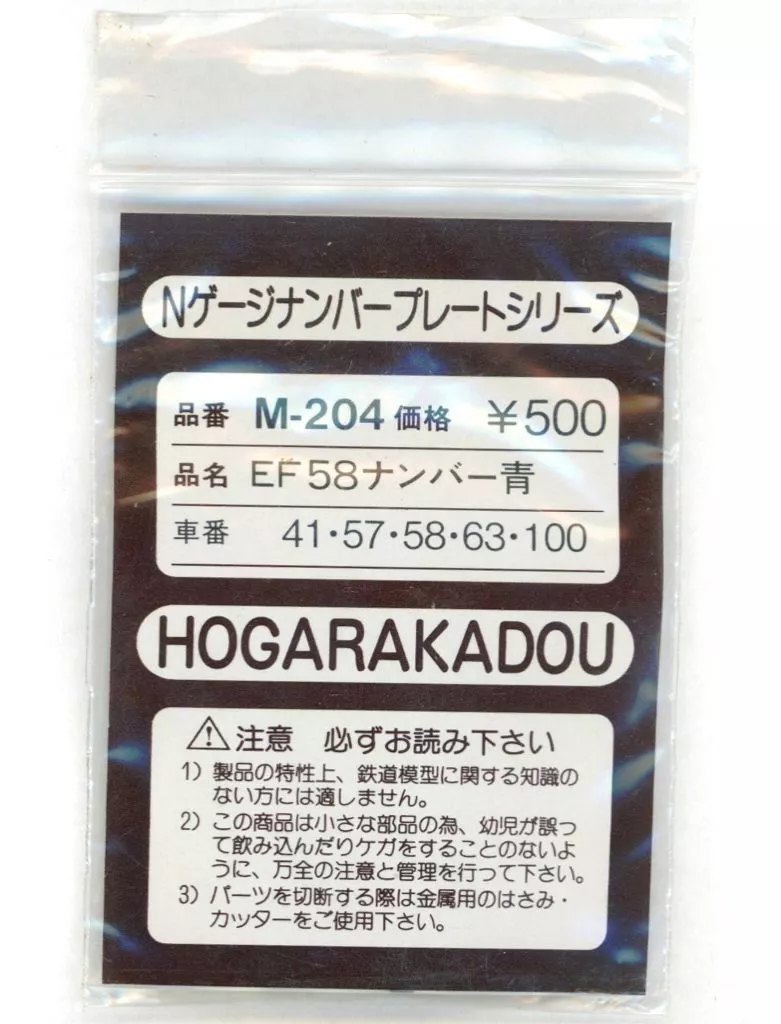 Nゲージナンバープレートシリーズ
品番 M-204 価格 ¥500
品名 EF58ナンバー青
車番 41・57・58・63・100
HOGARAKADOU
⚠注意 必ずお読み下さい
1) 製品の特性上、鉄道模型に関する知識の
ない方には適しません。
2) この商品は小さな部品の為、幼児が誤っ
て飲み込んだりケガをすることのないよ
うに、万全の注意と管理を行って下さい。
3) パーツを切断する際は金属用のはさみ・
カッターをご使用下さい。